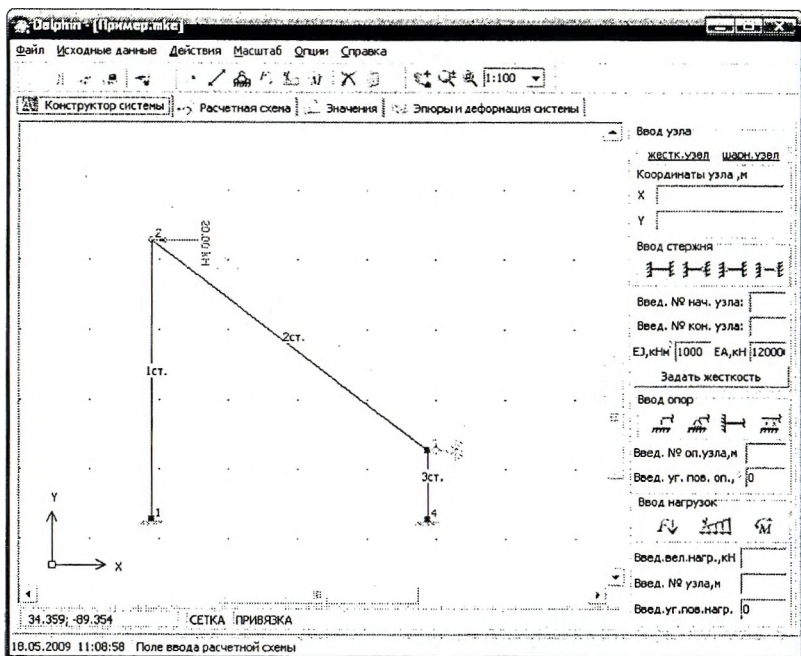 Dolphin - [Пример.mke]
Файл Исходные данные Действия Масштаб Опции Справка
1:100
Конструктор системы Расчетная схема Значения Эпюры и деформация системы
Ввод узла
жестк.узел шарн.узел
Координаты узла ,м
X
Y
Ввод стержня
Введ. № нач. узла:
Введ. № кон. узла:
EJ,кНм² 1000 EA,кН 12000
Задать жесткость
Ввод опор
Введ. № оп.узла,м
Введ. уг. пов. оп.,° 0
Ввод нагрузок
F M
Введ.вел.нагр.,кН
Введ. № узла,м
Введ.уг.пов.нагр. 0
2
50.00 кН
2ст.
1ст.
3ст.
1
4
Y
X
34.359; -89.354 СЕТКА ПРИВЯЗКА
18.05.2009 11:08:58 Поле ввода расчетной схемы